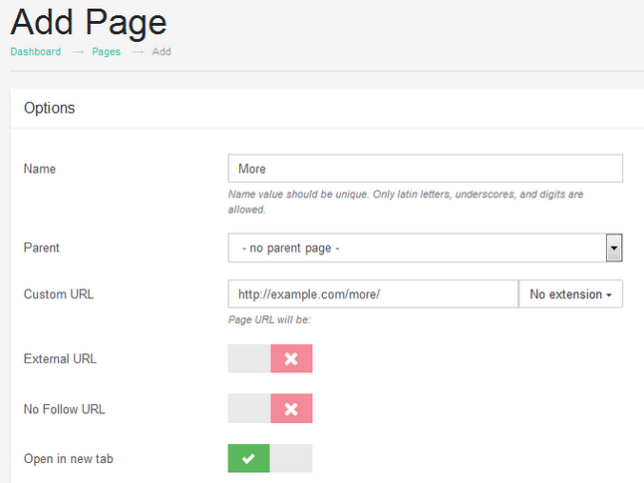 Add Page
Dashboard → Pages → Add
Options
Name
More
Name value should be unique. Only latin letters, underscores, and digits are
allowed.
Parent
- no parent page -
Custom URL
http://example.com/more/
No extension
Page URL will be:
External URL
No Follow URL
Open in new tab